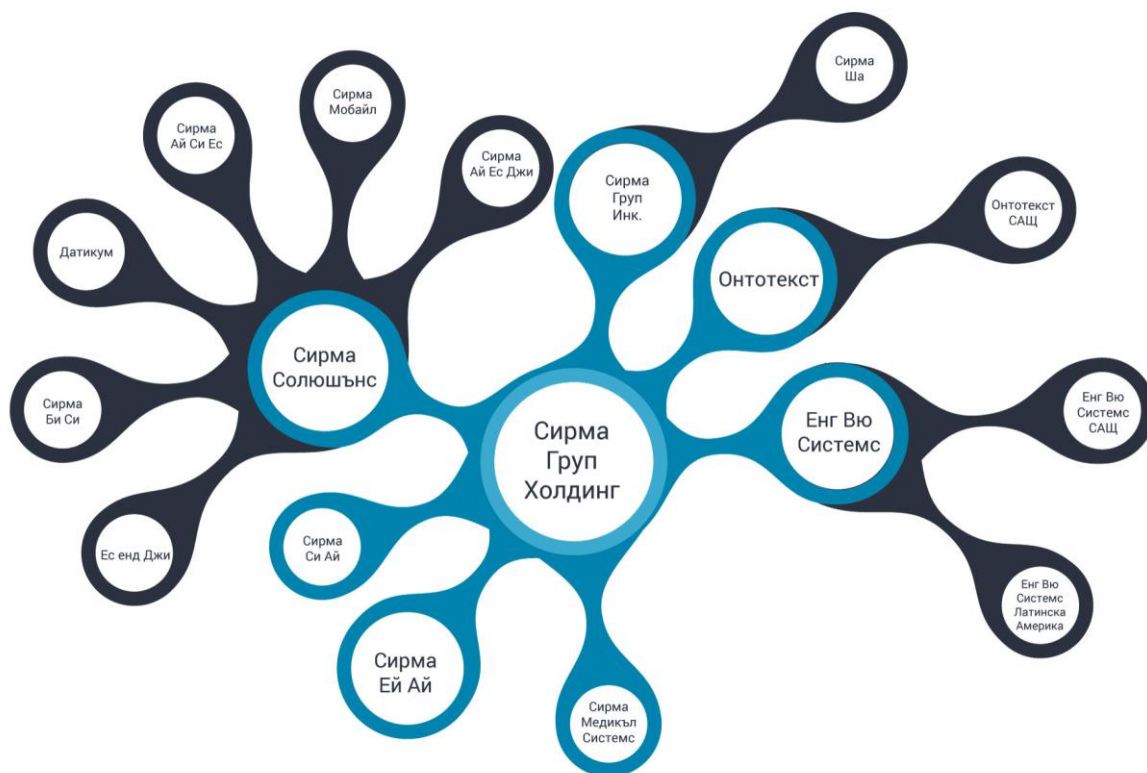 Сирма
Ша
Сирма
Мобайл
Сирма
Ай Си Ес
Сирма
Ай Ес Джи
Сирма
Груп
Инк.
Онтотекст
САЩ
Датикум
Онтотекст
Сирма
Солюшънс
Сирма
Би Си
Енг Вю
Системс
САЩ
Енг Вю
Системс
Сирма
Груп
Холдинг
Ес енд Джи
Сирма
Си Ай
Енг Вю
Системс
Латинска
Америка
Сирма
Ей Ай
Сирма
Медикъл
Системс